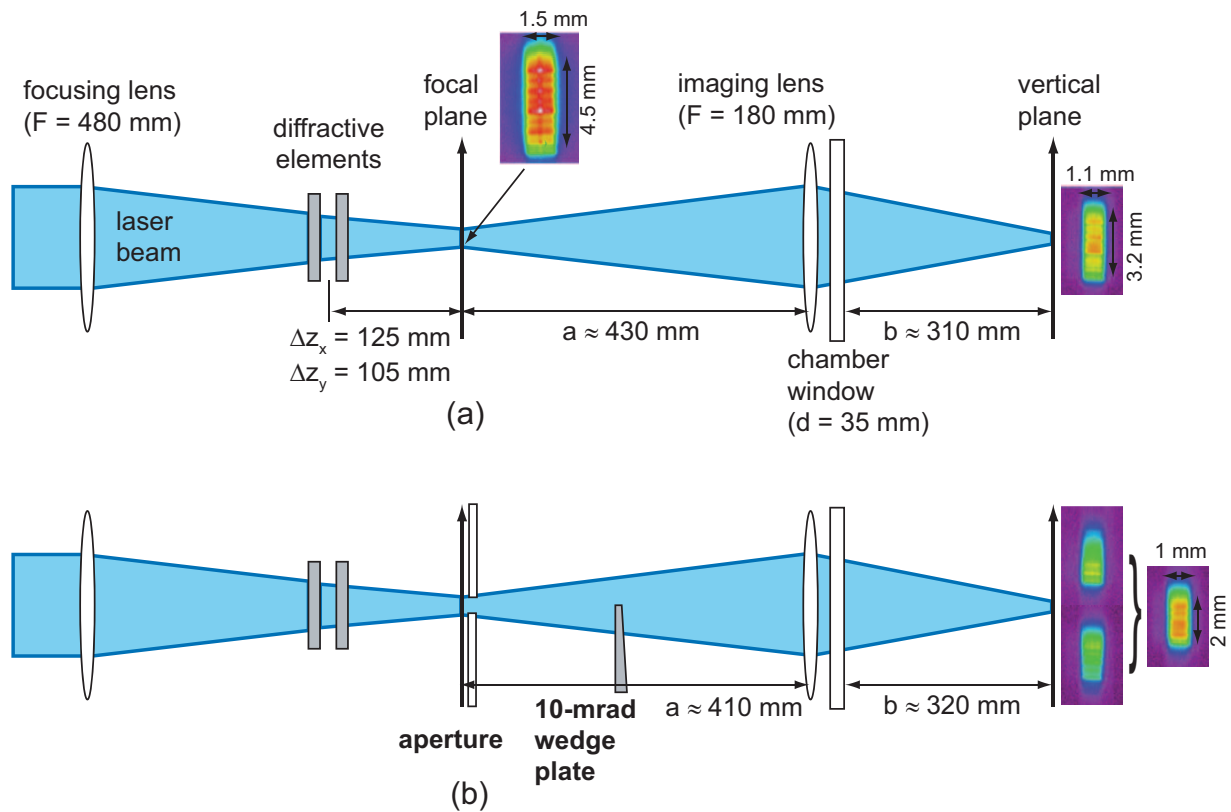 1.5 mm
4.5 mm
focusing lens
(F = 480 mm)
diffractive
elements
focal
plane
imaging lens
(F = 180 mm)
vertical
plane
1.1 mm
3.2 mm
laser
beam
Δzₓ = 125 mm
Δzᵧ = 105 mm
a ≈ 430 mm
b ≈ 310 mm
chamber
window
(d = 35 mm)
(a)
1 mm
2 mm
aperture
10-mrad
wedge
plate
a ≈ 410 mm
b ≈ 320 mm
(b)